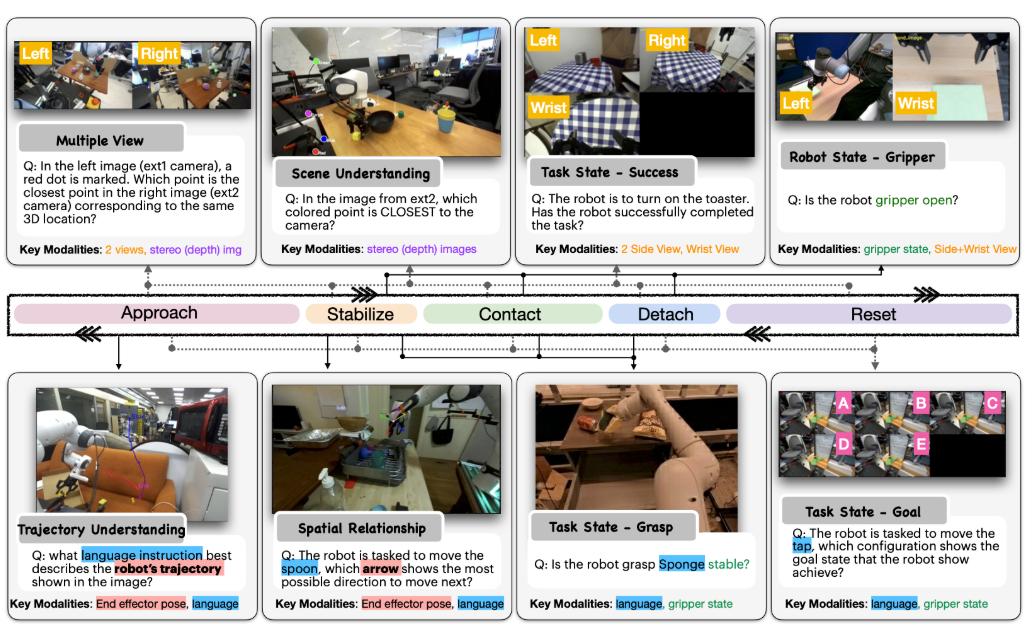 Left
Right
Multiple View
Q: In the left image (ext1 camera), a
red dot is marked. Which point is the
closest point in the right image (ext2
camera) corresponding to the same
3D location?
Key Modalities: 2 views, stereo (depth) img
Scene Understanding
Q: In the image from ext2, which
colored point is CLOSEST to the
camera?
Key Modalities: stereo (depth) images
Left
Right
Wrist
Task State - Success
Q: The robot is to turn on the toaster.
Has the robot successfully completed
the task?
Key Modalities: 2 Side View, Wrist View
Left
Wrist
Robot State - Gripper
Q: Is the robot gripper open?
Key Modalities: gripper state, Side+Wrist View
Approach
Stabilize
Contact
Detach
Reset
Trajectory Understanding
Q: what language instruction best
describes the robot's trajectory
shown in the image?
Key Modalities: End effector pose, language
Spatial Relationship
Q: The robot is tasked to move the
spoon, which arrow shows the most
possible direction to move next?
Key Modalities: End effector pose, language
Task State - Grasp
Q: Is the robot grasp Sponge stable?
Key Modalities: language, gripper state
A
B
C
D
E
Task State - Goal
Q: The robot is tasked to move the
tap, which configuration shows the
goal state that the robot show
achieve?
Key Modalities: language, gripper state